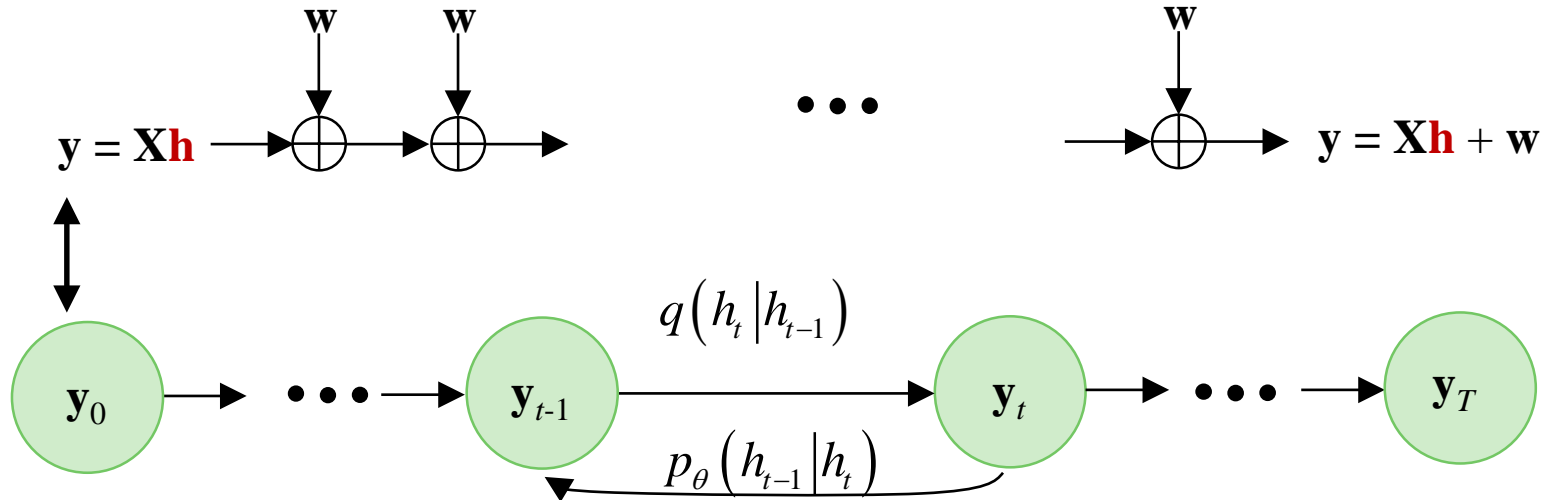 w w w
y = Xh y = Xh + w
q(h_t|h_{t-1})
y_0 y_{t-1} y_t y_T
p_θ(h_{t-1}|h_t)